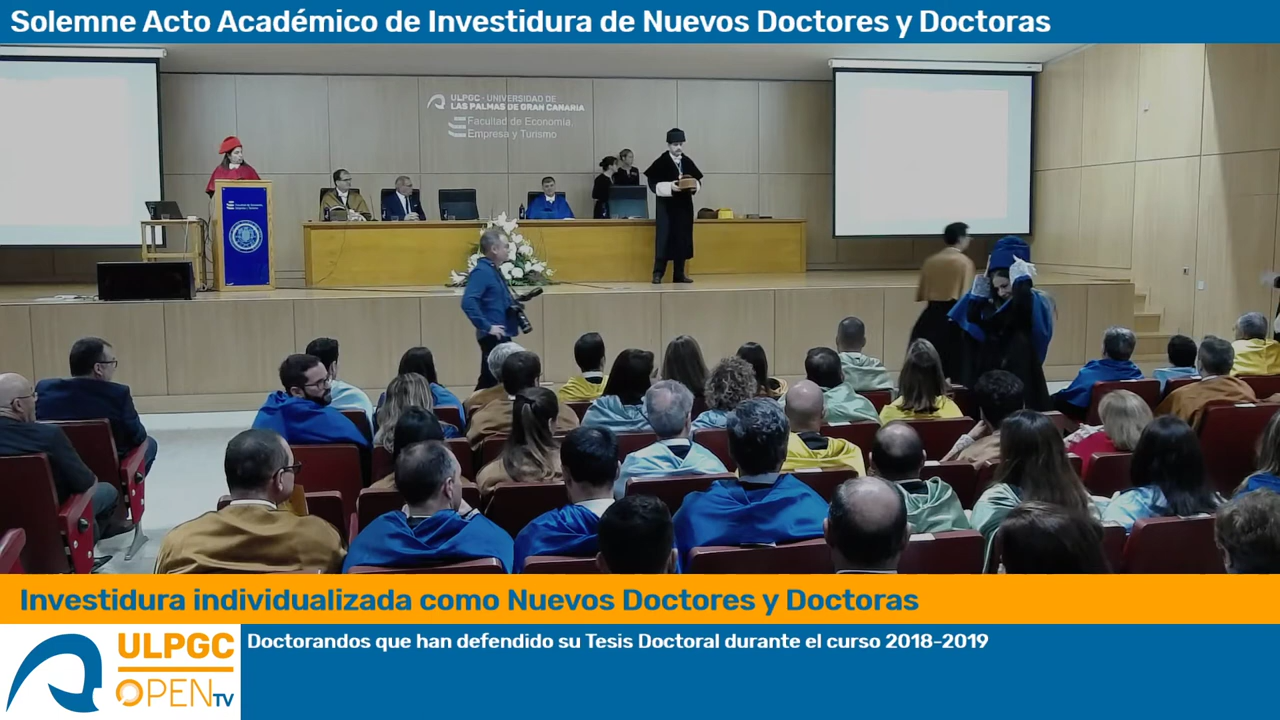 Solemne Acto Académico de Investidura de Nuevos Doctores y Doctoras
ULPGC · UNIVERSIDAD DE
LAS PALMAS DE GRAN CANARIA
Facultad de Economía,
Empresa y Turismo
Investidura individualizada como Nuevos Doctores y Doctoras
Doctorandos que han defendido su Tesis Doctoral durante el curso 2018-2019
ULPGC
OPEN TV